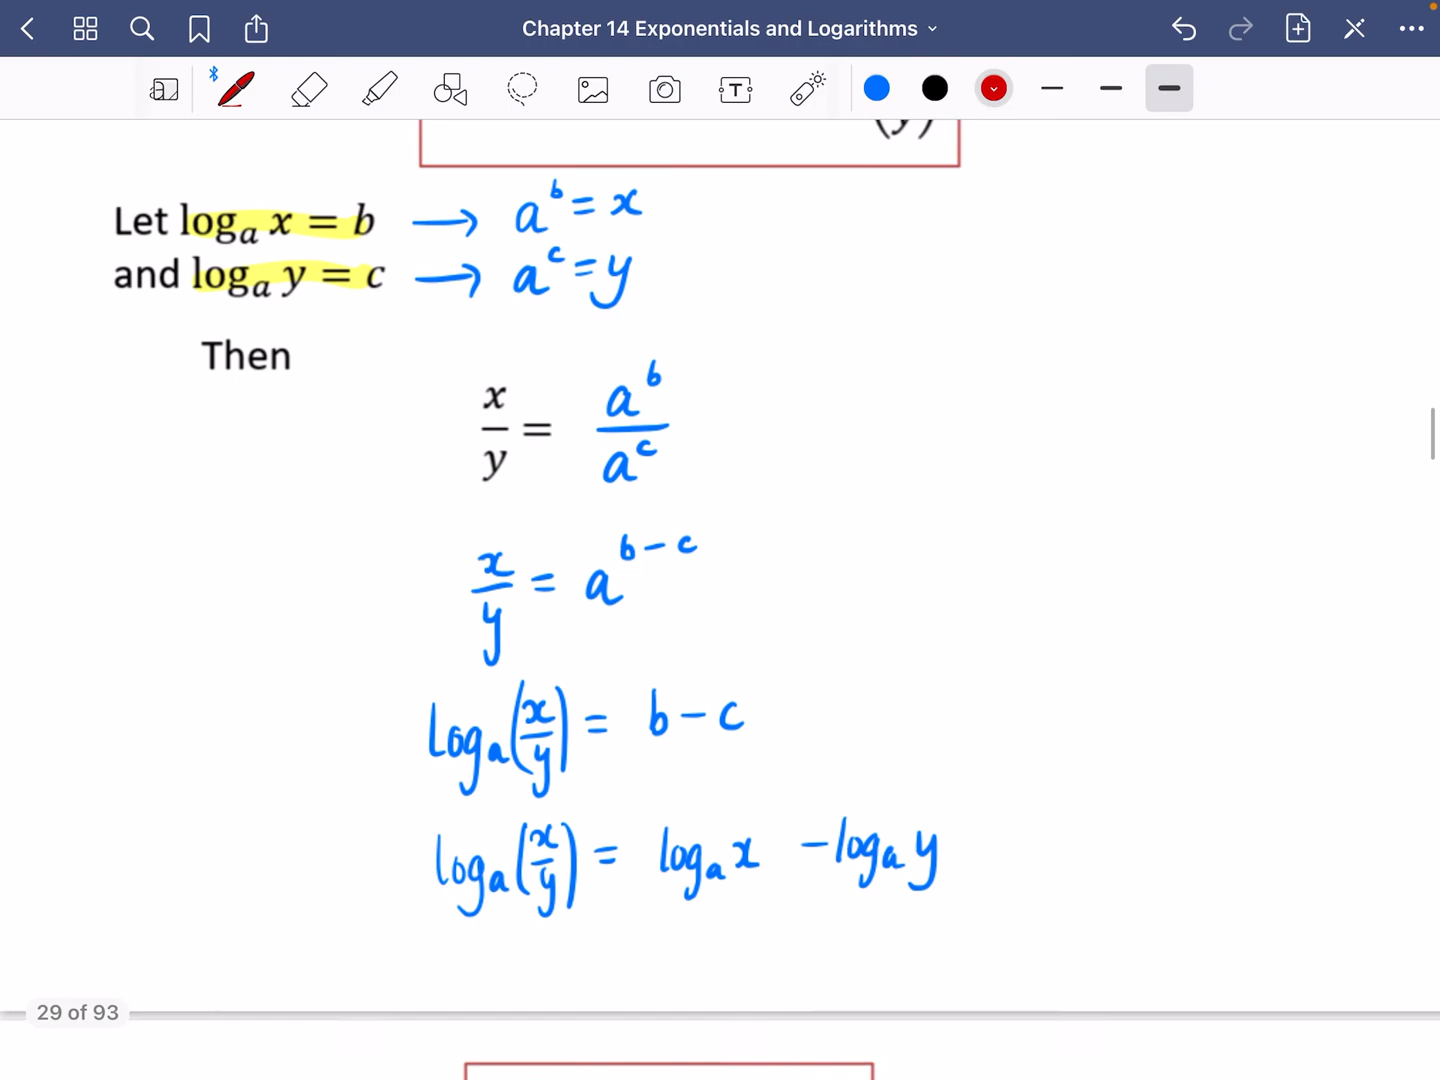 Chapter 14 Exponentials and Logarithms
T
(y)
Let logₐ x = b → aᵇ = x
and logₐ y = c → aᶜ = y
Then
x/y = aᵇ/aᶜ
x/y = aᵇ⁻ᶜ
logₐ(x/y) = b − c
logₐ(x/y) = logₐ x − logₐ y
29 of 93